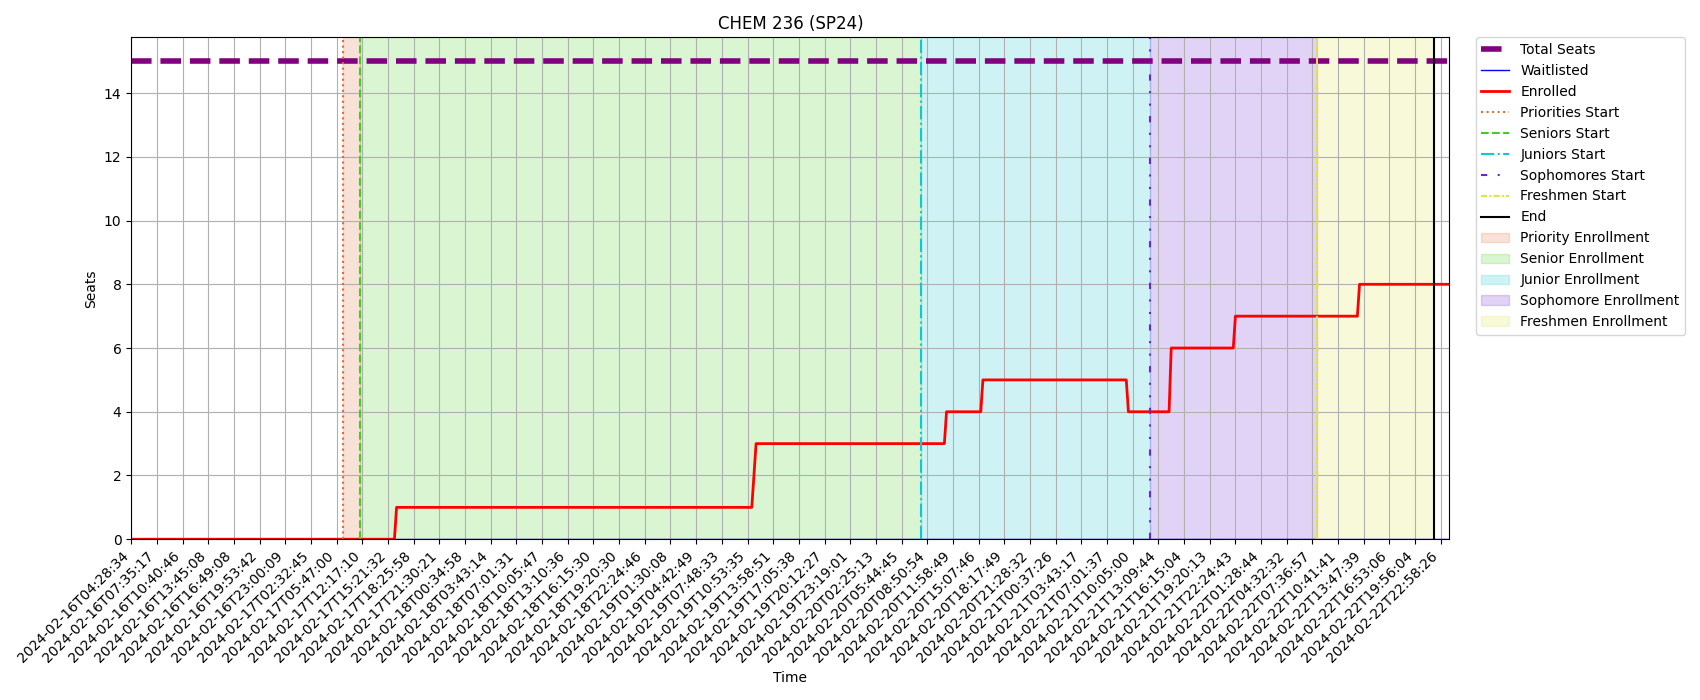 CHEM 236 (SP24)
Total Seats
Waitlisted
Enrolled
Priorities Start
Seniors Start
Juniors Start
Sophomores Start
Freshmen Start
End
Priority Enrollment
Senior Enrollment
Junior Enrollment
Sophomore Enrollment
Freshmen Enrollment
Seats
14
12
10
8
6
4
2
0
2024-02-16T04:28:34
2024-02-16T07:35:17
2024-02-16T10:40:46
2024-02-16T13:45:08
2024-02-16T16:49:08
2024-02-16T19:53:42
2024-02-16T23:00:09
2024-02-17T02:32:45
2024-02-17T05:47:00
2024-02-17T12:17:10
2024-02-17T15:21:32
2024-02-17T18:25:58
2024-02-17T21:30:21
2024-02-18T00:34:58
2024-02-18T03:43:14
2024-02-18T07:01:31
2024-02-18T10:05:47
2024-02-18T13:10:36
2024-02-18T16:15:30
2024-02-18T19:20:30
2024-02-18T22:24:46
2024-02-19T01:30:08
2024-02-19T04:42:49
2024-02-19T07:48:33
2024-02-19T10:53:35
2024-02-19T13:58:51
2024-02-19T17:05:38
2024-02-19T20:12:27
2024-02-19T23:19:01
2024-02-20T02:25:13
2024-02-20T05:44:45
2024-02-20T08:50:54
2024-02-20T11:58:49
2024-02-20T15:07:46
2024-02-20T18:17:49
2024-02-20T21:28:32
2024-02-21T00:37:26
2024-02-21T03:43:17
2024-02-21T07:01:37
2024-02-21T10:05:00
2024-02-21T13:09:44
2024-02-21T16:15:04
2024-02-21T19:20:13
2024-02-21T22:24:43
2024-02-22T01:28:44
2024-02-22T04:32:32
2024-02-22T07:36:57
2024-02-22T10:41:41
2024-02-22T13:47:39
2024-02-22T16:53:06
2024-02-22T19:56:04
2024-02-22T22:58:26
Time